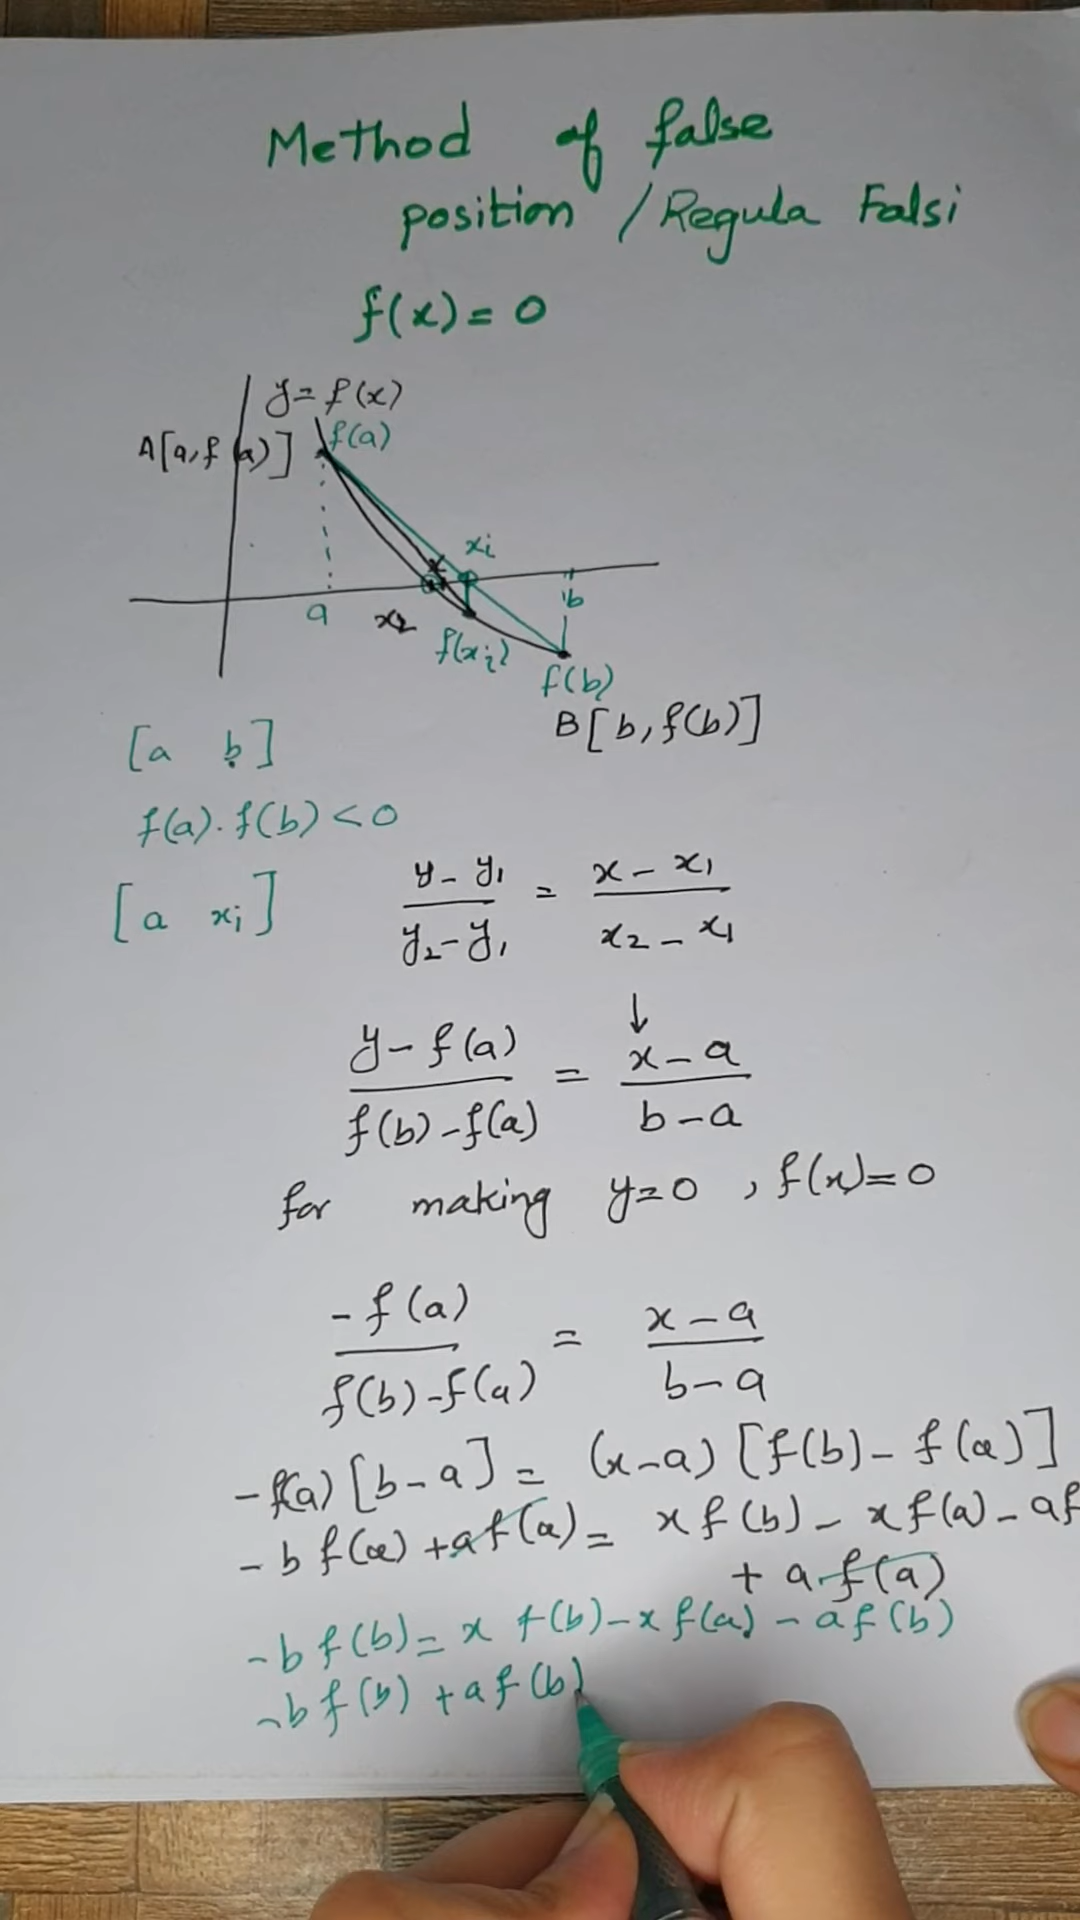 Method of false
position / Regula Falsi
f(x) = 0
y = f(x)
f(a)
A[a, f(a)]
xi
a
x2
b
f(xi)
f(b)
B[b, f(b)]
[a b]
f(a). f(b) < 0
[a xi]
y - y1 / y2 - y1 = x - x1 / x2 - x1
↓
y - f(a) / f(b) - f(a) = x - a / b - a
for making y = 0 , f(x) = 0
- f(a) / f(b) - f(a) = x - a / b - a
- f(a) [b - a] = (x - a) [f(b) - f(a)]
- b f(a) + a f(a) = x f(b) - x f(a) - af
+ a f(a)
- b f(b) = x f(b) - x f(a) - a f(b)
- b f(b) + a f(b)